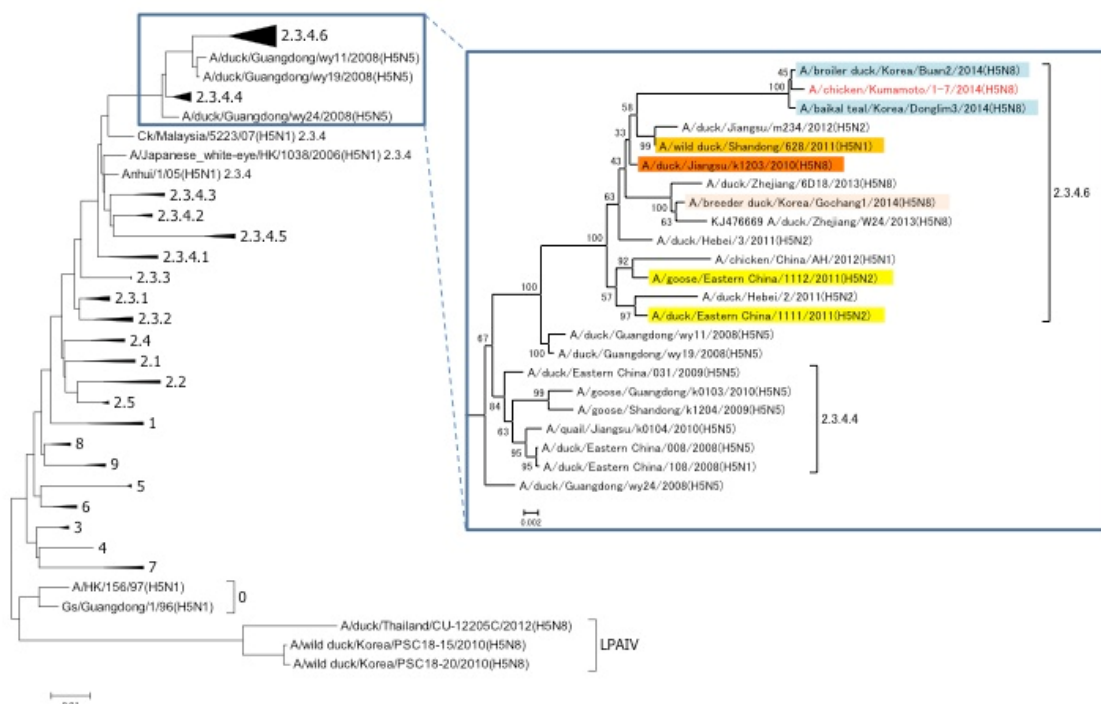 2.3.4.6
A/duck/Guangdong/wy11/2008(H5N5)
A/duck/Guangdong/wy19/2008(H5N5)
2.3.4.4
A/duck/Guangdong/wy24/2008(H5N5)
Ck/Malaysia/5223/07(H5N1) 2.3.4
A/Japanese_white-eye/HK/1038/2006(H5N1) 2.3.4
Anhui/1/05(H5N1) 2.3.4
2.3.4.3
2.3.4.2
2.3.4.5
2.3.4.1
2.3.3
2.3.1
2.3.2
2.4
2.1
2.2
2.5
1
8
9
5
6
3
4
7
A/HK/156/97(H5N1)
0
Gs/Guangdong/1/96(H5N1)
A/duck/Thailand/CU-12205C/2012(H5N8)
A/wild duck/Korea/PSC18-15/2010(H5N8)
LPAIV
A/wild duck/Korea/PSC18-20/2010(H5N8)
45
A/broiler duck/Korea/Buan2/2014(H5N8)
100
A/chicken/Kumamoto/1-7/2014(H5N8)
A/baikal teal/Korea/Donglim3/2014(H5N8)
58
33
A/duck/Jiangsu/m234/2012(H5N2)
99
A/wild duck/Shandong/628/2011(H5N1)
43
A/duck/Jiangsu/k1203/2010(H5N8)
A/duck/Zhejiang/6D18/2013(H5N8)
2.3.4.6
63
A/breeder duck/Korea/Gochang1/2014(H5N8)
100
63
KJ476669 A/duck/Zhejiang/W24/2013(H5N8)
100
A/duck/Hebei/3/2011(H5N2)
92
A/chicken/China/AH/2012(H5N1)
A/goose/Eastern China/1112/2011(H5N2)
100
57
A/duck/Hebei/2/2011(H5N2)
97
A/duck/Eastern China/1111/2011(H5N2)
67
A/duck/Guangdong/wy11/2008(H5N5)
100
A/duck/Guangdong/wy19/2008(H5N5)
A/duck/Eastern China/031/2009(H5N5)
99
A/goose/Guangdong/k0103/2010(H5N5)
84
A/goose/Shandong/k1204/2009(H5N5)
2.3.4.4
63
A/quail/Jiangsu/k0104/2010(H5N5)
95
A/duck/Eastern China/008/2008(H5N5)
95
A/duck/Eastern China/108/2008(H5N1)
A/duck/Guangdong/wy24/2008(H5N5)
0.002